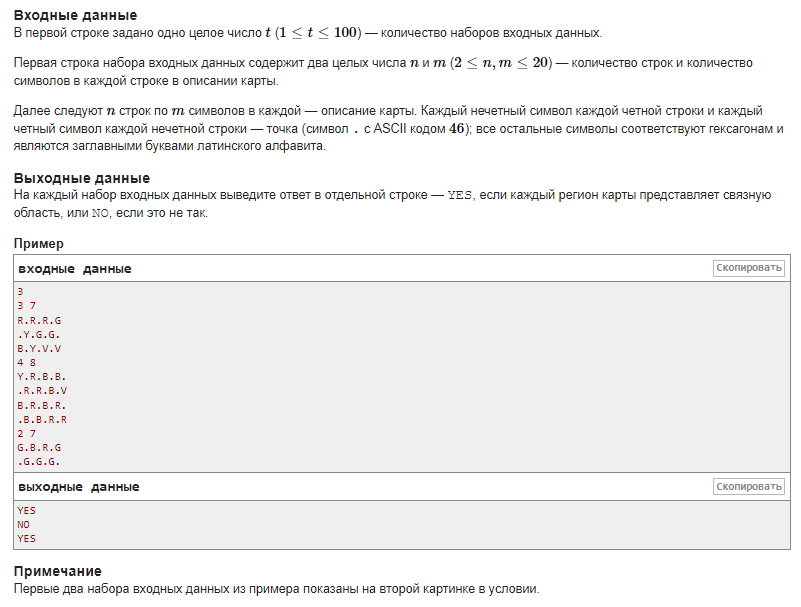 Входные данные
В первой строке задано одно целое число t (1 ≤ t ≤ 100) — количество наборов входных данных.
Первая строка набора входных данных содержит два целых числа n и m (2 ≤ n, m ≤ 20) — количество строк и количество
символов в каждой строке в описании карты.
Далее следуют n строк по m символов в каждой — описание карты. Каждый нечетный символ каждой четной строки и каждый
четный символ каждой нечетной строки — точка (символ . с ASCII кодом 46); все остальные символы соответствуют гексагонам и
являются заглавными буквами латинского алфавита.
Выходные данные
На каждый набор входных данных выведите ответ в отдельной строке — YES, если каждый регион карты представляет связную
область, или NO, если это не так.
Пример
входные данные
Скопировать
3
3 7
R.R.R.G
.Y.G.G.
B.Y.V.V
4 8
Y.R.B.B.
.R.R.B.V
B.R.B.R.
.B.B.R.R
2 7
G.B.R.G
.G.G.G.
выходные данные
Скопировать
YES
NO
YES
Примечание
Первые два набора входных данных из примера показаны на второй картинке в условии.